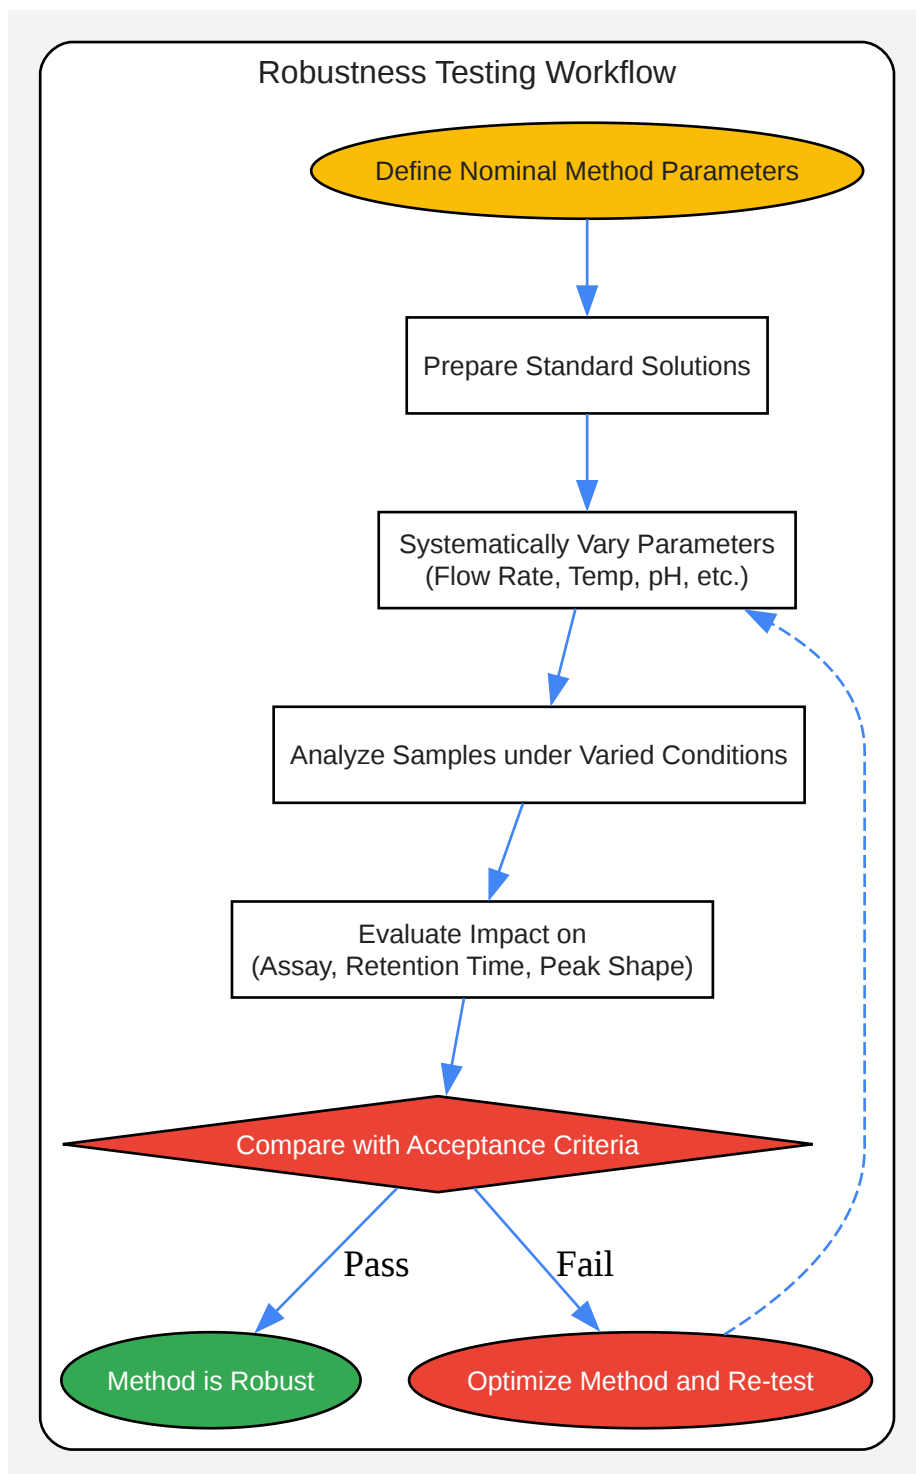 Robustness Testing Workflow
Define Nominal Method Parameters
Prepare Standard Solutions
Systematically Vary Parameters
(Flow Rate, Temp, pH, etc.)
Analyze Samples under Varied Conditions
Evaluate Impact on
(Assay, Retention Time, Peak Shape)
Compare with Acceptance Criteria
Pass
Fail
Method is Robust
Optimize Method and Re-test